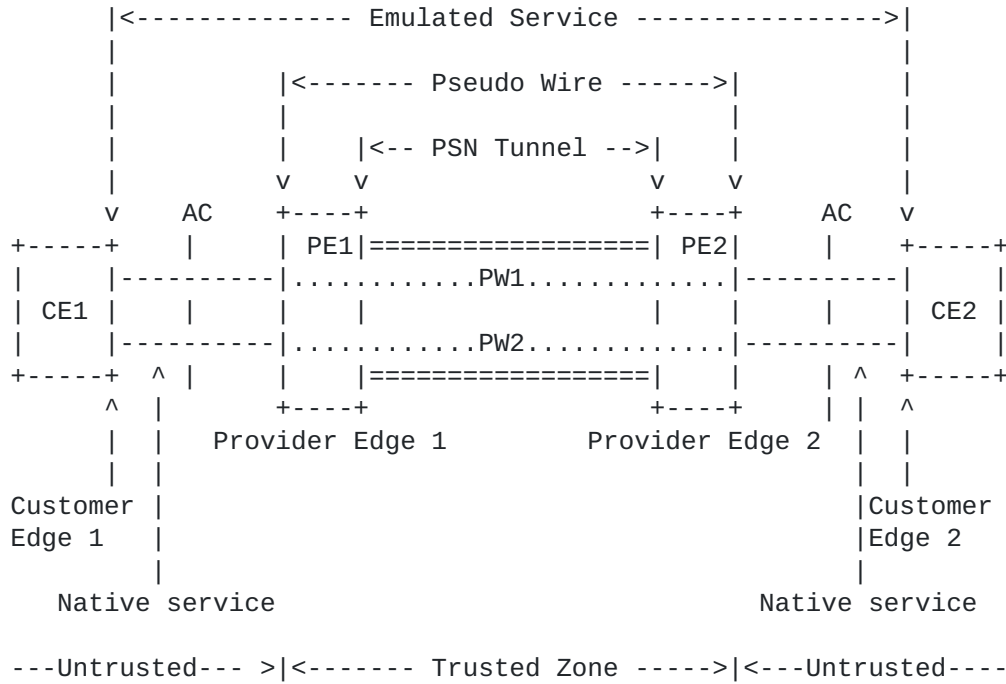 |<-------------- Emulated Service ---------------->|
|                                                  |
|          |<------- Pseudo Wire ------>|          |
|          |                            |          |
|          |    |<-- PSN Tunnel -->|    |          |
|          v    v                  v    v          |
v    AC    +----+                  +----+     AC   v
+-----+    |     | PE1|==================| PE2|     |    +-----+
|     |----------|............PW1.............|----------|     |
| CE1 |    |     |    |                  |    |     |    | CE2 |
|     |----------|............PW2.............|----------|     |
+-----+  ^ |     |    |==================|    |     | ^  +-----+
^  |       +----+                  +----+     | |  ^
|  |   Provider Edge 1         Provider Edge 2  |  |
|  |                                            |  |
Customer |                                            |Customer
Edge 1   |                                            |Edge 2
|                                            |
Native service                               Native service
---Untrusted--- >|<------- Trusted Zone ----->|<---Untrusted----